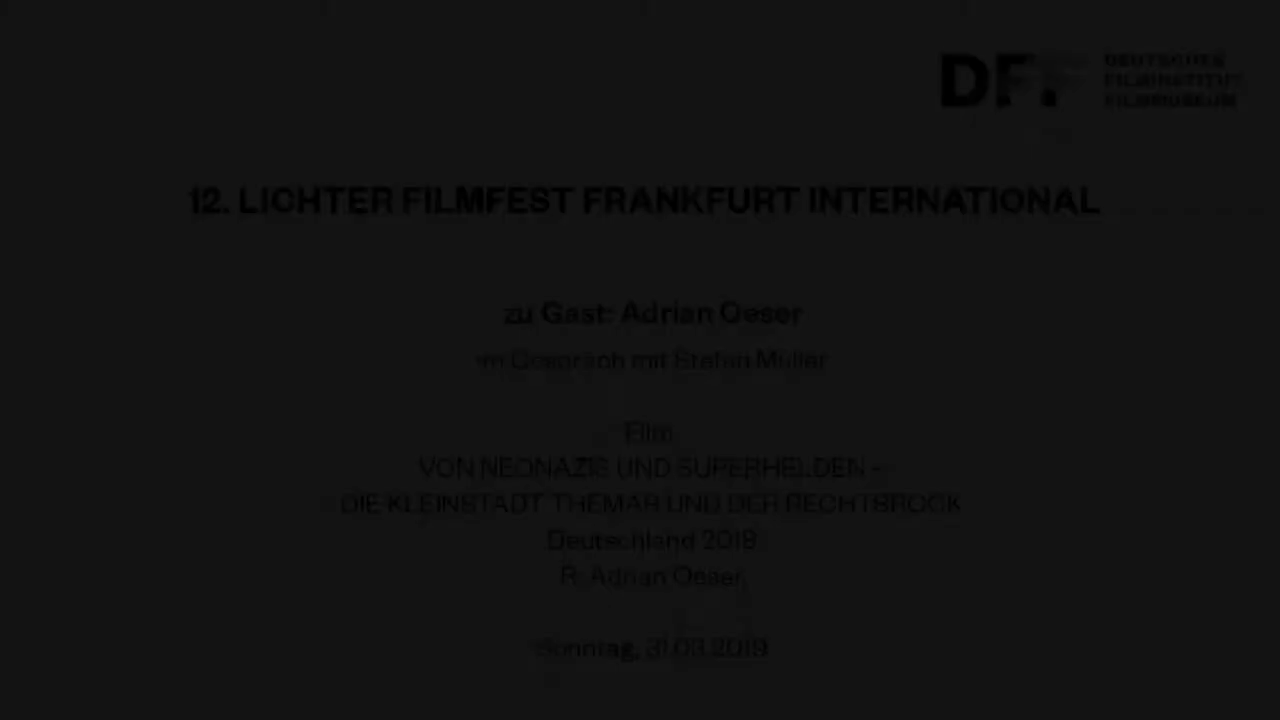 DFF
DEUTSCHES
FILMINSTITUT
FILMMUSEUM
12. LICHTER FILMFEST FRANKFURT INTERNATIONAL
zu Gast: Adrian Oeser
im Gespräch mit Stefan Müller
Film
VON NEONAZIS UND SUPERHELDEN -
DIE KLEINSTADT THEMAR UND DER RECHTSROCK
Deutschland 2018
R: Adrian Oeser
Sonntag, 31.03.2019